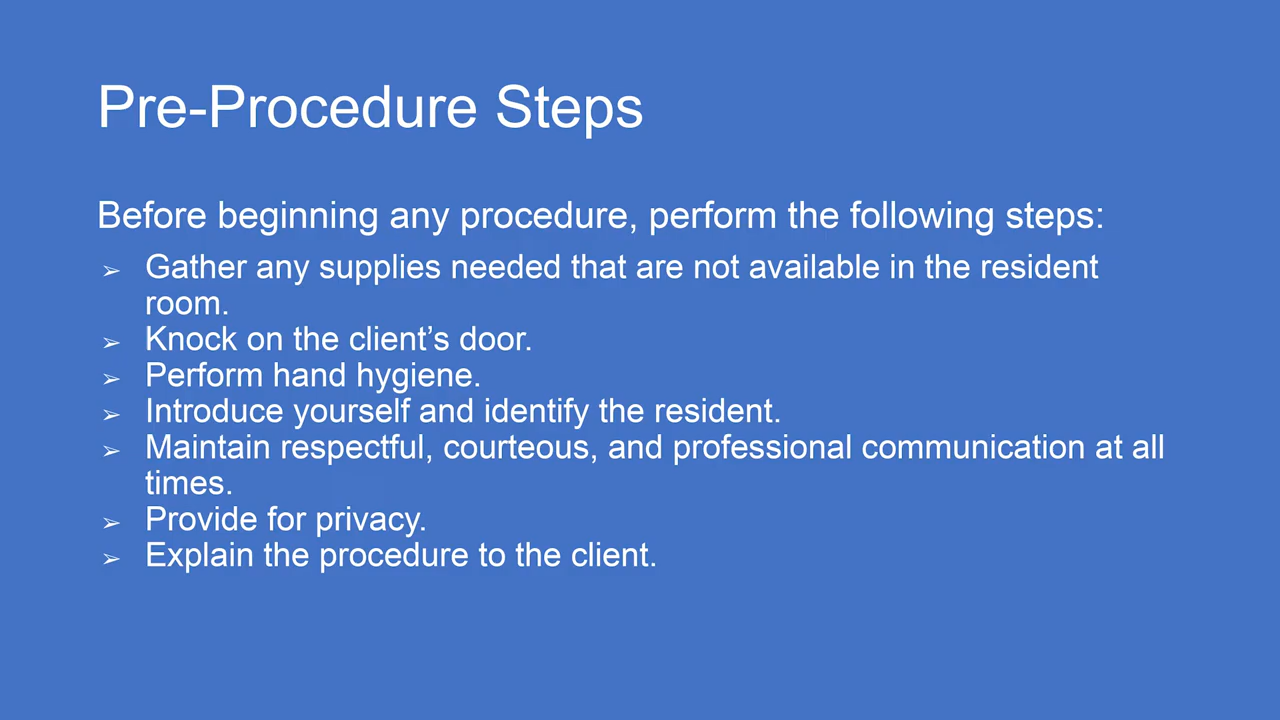 Pre-Procedure Steps
Before beginning any procedure, perform the following steps:
➢ Gather any supplies needed that are not available in the resident
room.
➢ Knock on the client’s door.
➢ Perform hand hygiene.
➢ Introduce yourself and identify the resident.
➢ Maintain respectful, courteous, and professional communication at all
times.
➢ Provide for privacy.
➢ Explain the procedure to the client.